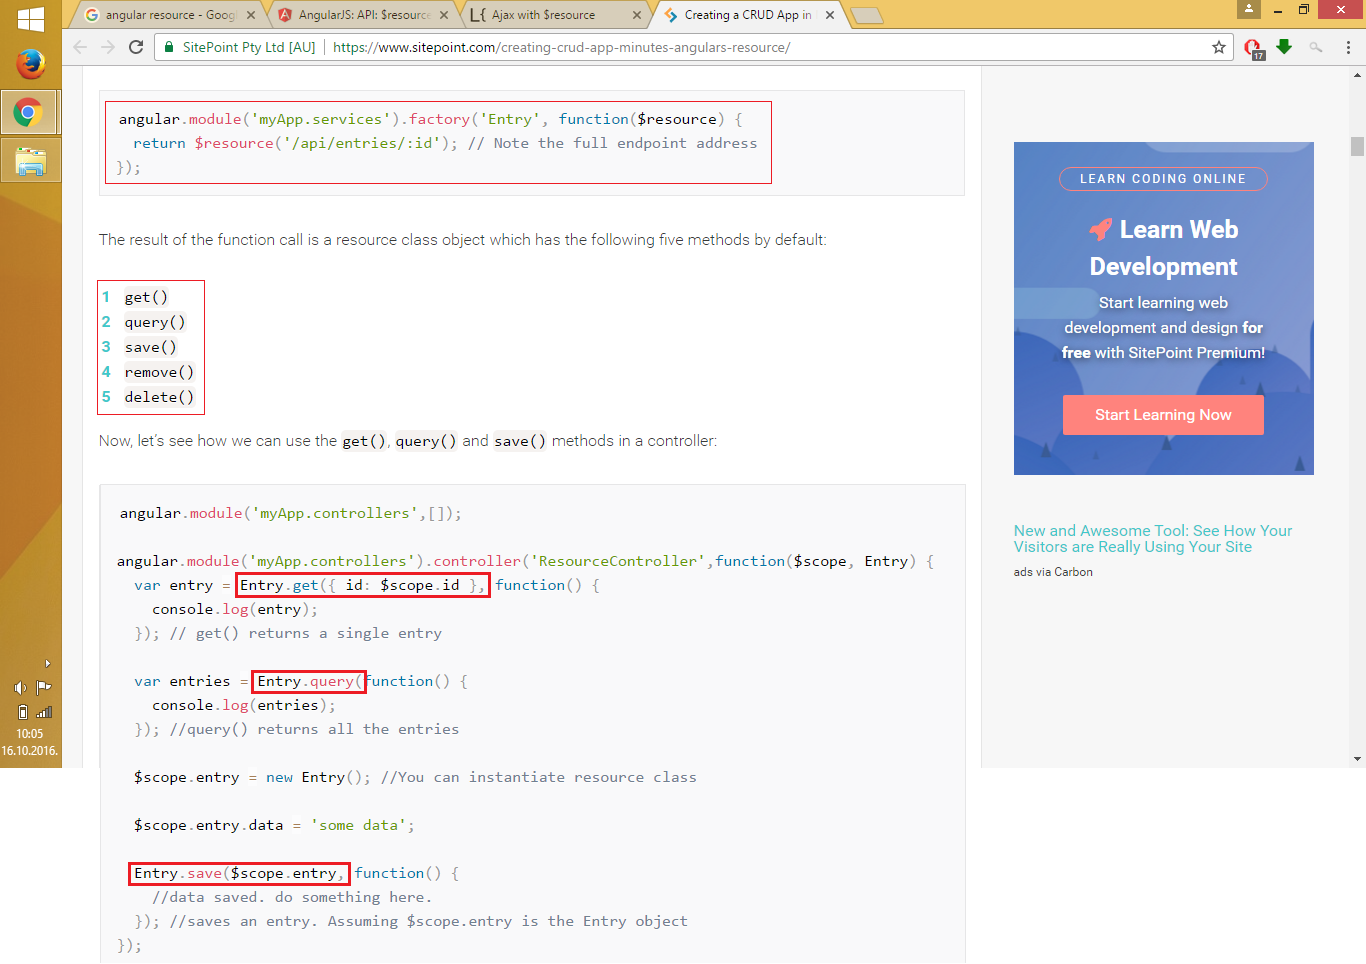 angular resource - Goog
AngularJS: API: $resource
Ajax with $resource
Creating a CRUD App in
SitePoint Pty Ltd [AU]
https://www.sitepoint.com/creating-crud-app-minutes-angulars-resource/
17
angular.module('myApp.services').factory('Entry', function($resource) {
return $resource('/api/entries/:id'); // Note the full endpoint address
});
The result of the function call is a resource class object which has the following five methods by default:
1 get()
2 query()
3 save()
4 remove()
5 delete()
Now, let's see how we can use the get(), query() and save() methods in a controller:
angular.module('myApp.controllers',[]);
angular.module('myApp.controllers').controller('ResourceController',function($scope, Entry) {
var entry = Entry.get({ id: $scope.id }, function() {
console.log(entry);
}); // get() returns a single entry
var entries = Entry.query(function() {
console.log(entries);
}); //query() returns all the entries
$scope.entry = new Entry(); //You can instantiate resource class
$scope.entry.data = 'some data';
Entry.save($scope.entry, function() {
//data saved. do something here.
}); //saves an entry. Assuming $scope.entry is the Entry object
});
LEARN CODING ONLINE
Learn Web
Development
Start learning web
development and design for
free with SitePoint Premium!
Start Learning Now
New and Awesome Tool: See How Your
Visitors are Really Using Your Site
ads via Carbon
10:05
16.10.2016.